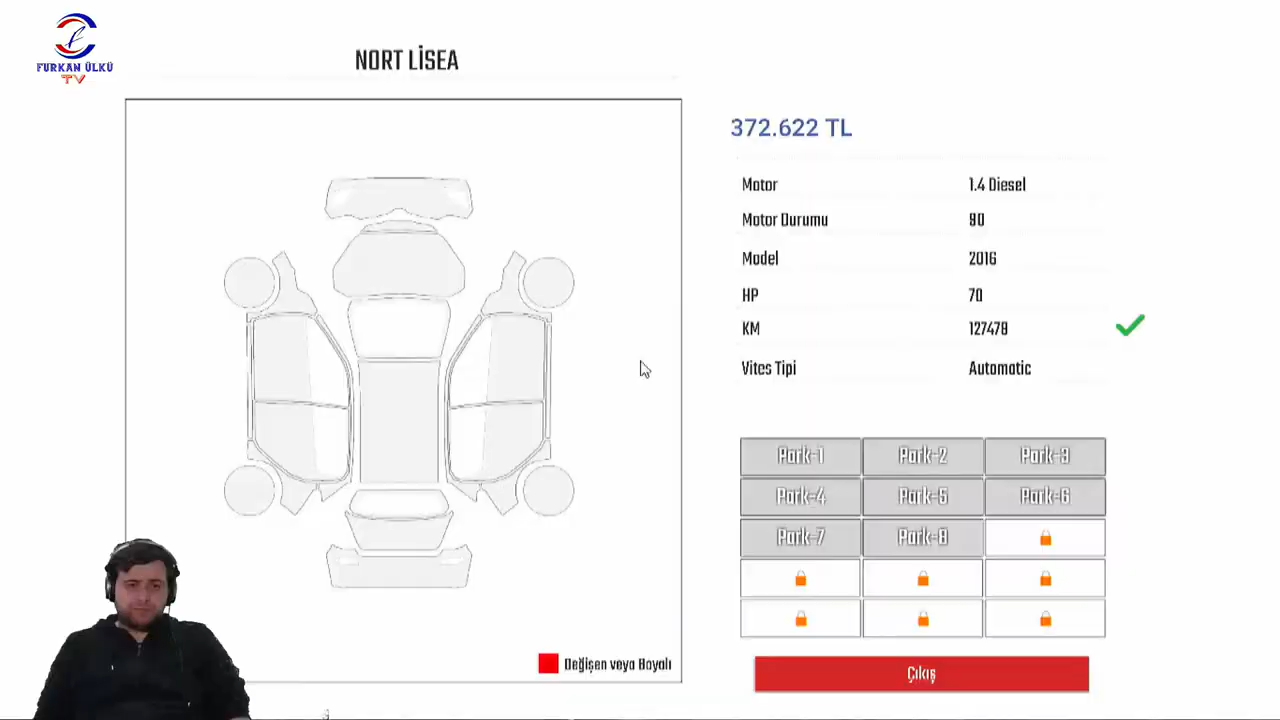 FURKAN ÜLKÜ
TV
NORT LİSEA
372.622 TL
Motor 1.4 Diesel
Motor Durumu 90
Model 2016
HP 70
KM 127478
Vites Tipi Automatic
Park-1 Park-2 Park-3
Park-4 Park-5 Park-6
Park-7 Park-8
Değişen veya Boyalı
Çıkış